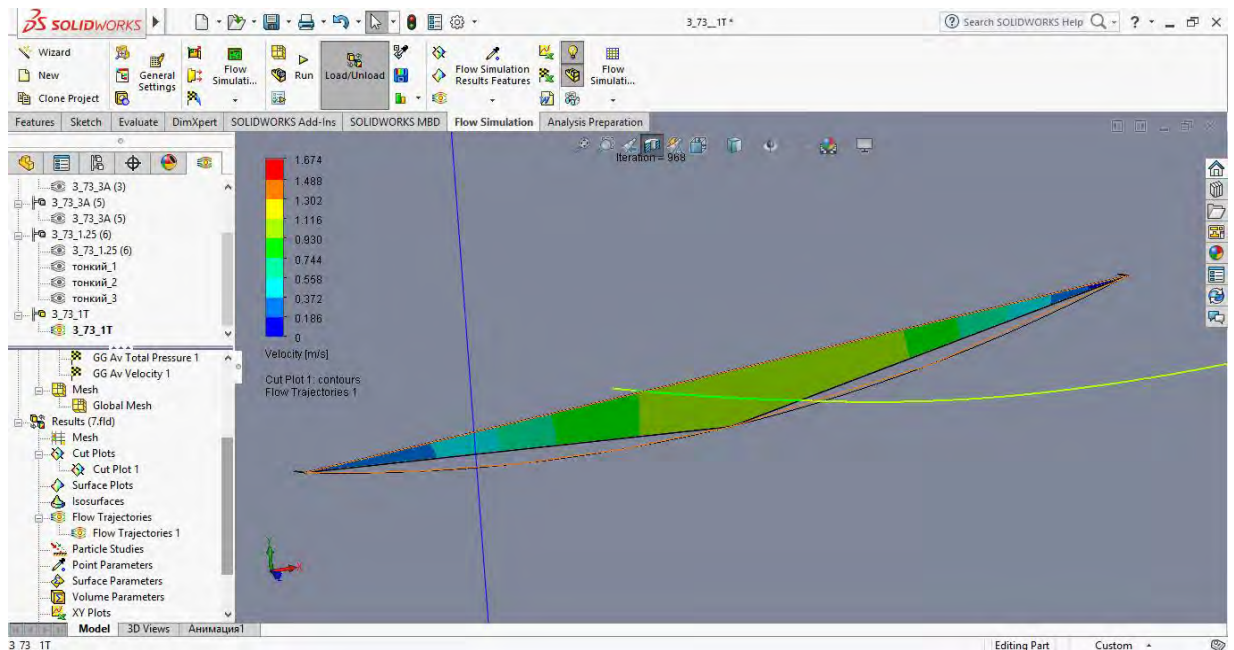 SOLIDWORKS
3_73__1T *
Search SOLIDWORKS Help
?
Wizard
New
Clone Project
General Settings
Flow Simulati...
Run
Load/Unload
Flow Simulation Results Features
Flow Simulati...
Features Sketch Evaluate DimXpert SOLIDWORKS Add-Ins SOLIDWORKS MBD Flow Simulation Analysis Preparation
Iteration = 968
3_73_3A (3)
3_73_3A (5)
3_73_3A (5)
3_73_1.25 (6)
3_73_1.25 (6)
тонкий_1
тонкий_2
тонкий_3
3_73_1T
3_73_1T
GG Av Total Pressure 1
GG Av Velocity 1
Mesh
Global Mesh
Results (7.fld)
Mesh
Cut Plots
Cut Plot 1
Surface Plots
Isosurfaces
Flow Trajectories
Flow Trajectories 1
Particle Studies
Point Parameters
Surface Parameters
Volume Parameters
XY Plots
1.674
1.488
1.302
1.116
0.930
0.744
0.558
0.372
0.186
0
Velocity [m/s]
Cut Plot 1: contours
Flow Trajectories 1
Y
X
Model 3D Views Анимация1
3_73__1T
Editing Part
Custom